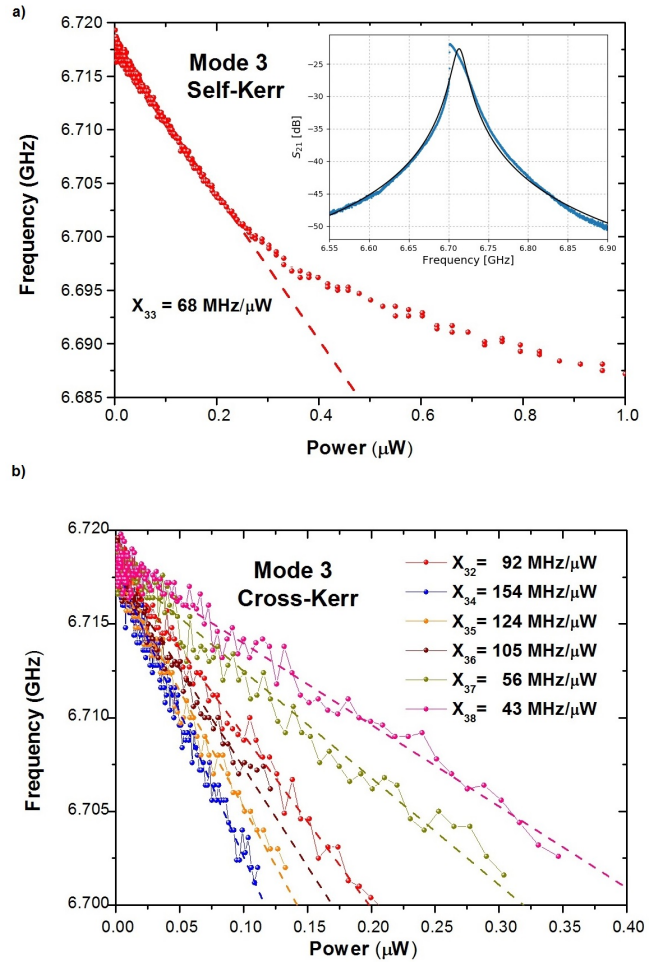 a)
6.720
6.715
6.710
6.705
6.700
6.695
6.690
6.685
Frequency (GHz)
Mode 3
Self-Kerr
X33 = 68 MHz/μW
−25
−30
−35
−40
−45
−50
S21 [dB]
6.55 6.60 6.65 6.70 6.75 6.80 6.85 6.90
Frequency [GHz]
0.0 0.2 0.4 0.6 0.8 1.0
Power (μW)
b)
6.720
6.715
6.710
6.705
6.700
Frequency (GHz)
Mode 3
Cross-Kerr
X32= 92 MHz/μW
X34= 154 MHz/μW
X35= 124 MHz/μW
X36= 105 MHz/μW
X37= 56 MHz/μW
X38= 43 MHz/μW
0.00 0.05 0.10 0.15 0.20 0.25 0.30 0.35 0.40
Power (μW)